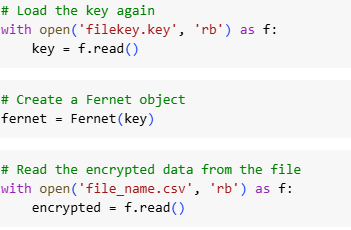 # Load the key again
with open('filekey.key', 'rb') as f:
    key = f.read()
# Create a Fernet object
fernet = Fernet(key)
# Read the encrypted data from the file
with open('file_name.csv', 'rb') as f:
    encrypted = f.read()